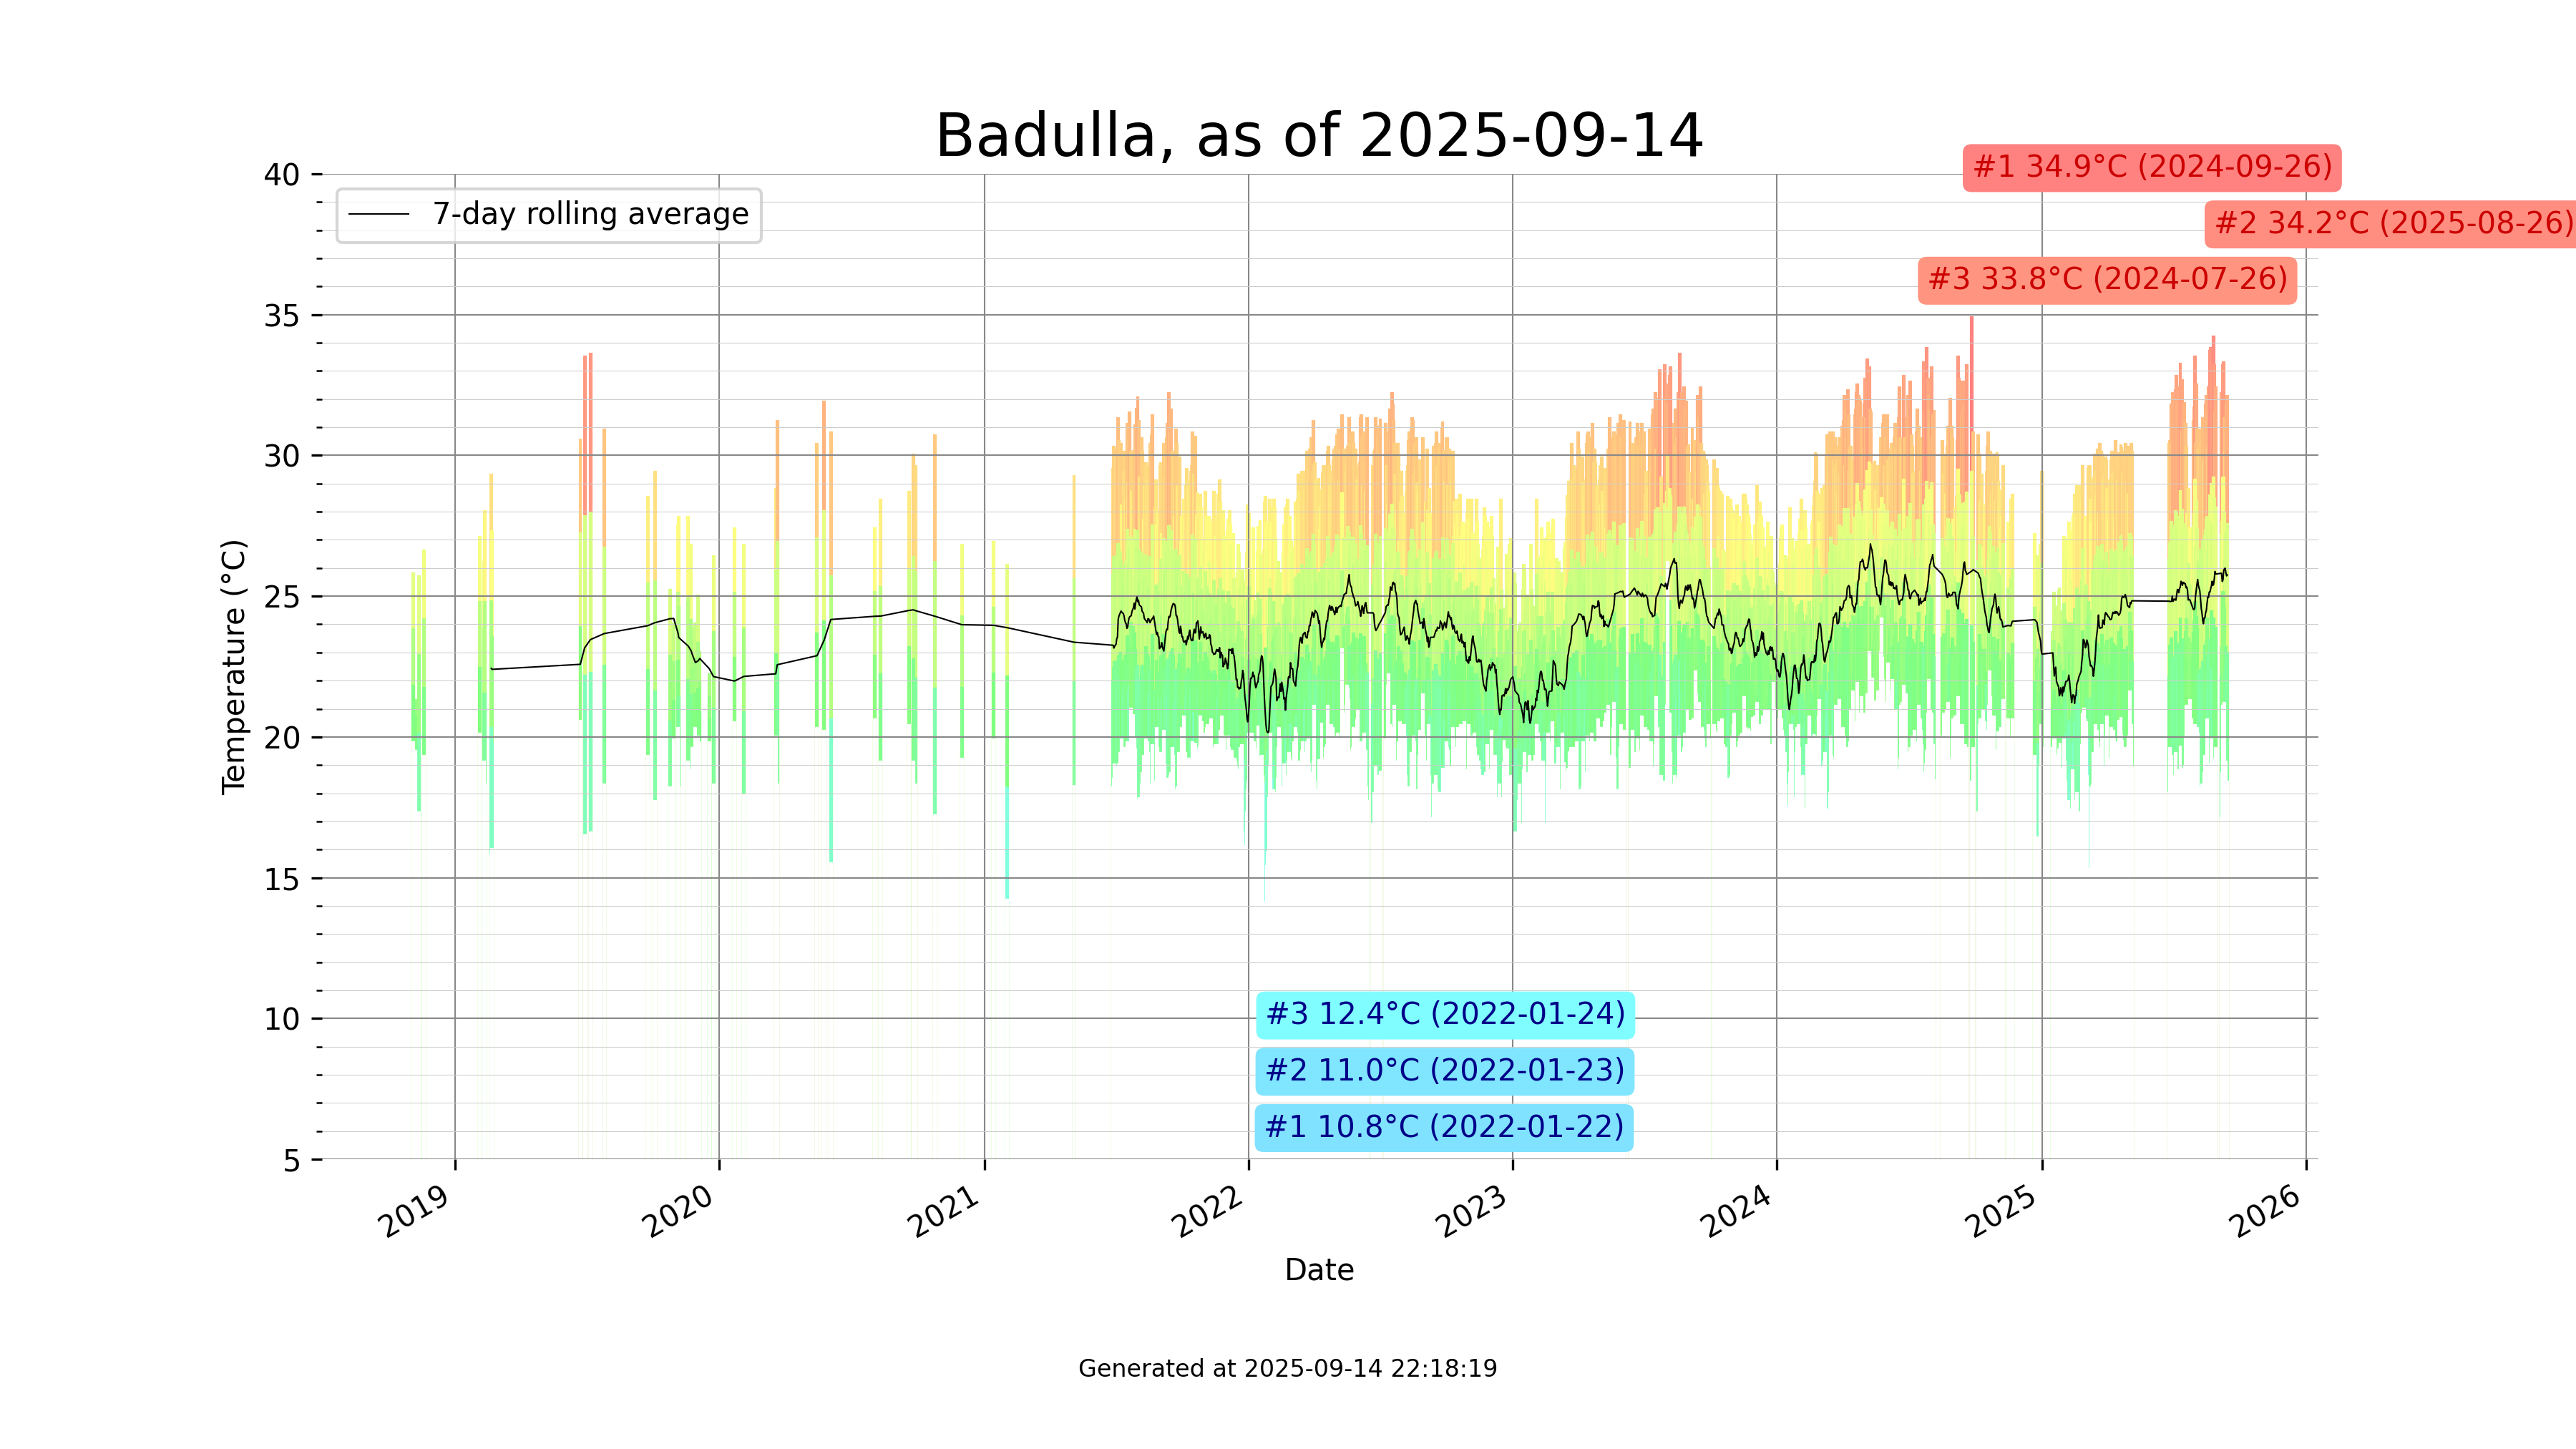 Badulla, as of 2025-09-14
#1 34.9°C (2024-09-26)
#2 34.2°C (2025-08-26)
#3 33.8°C (2024-07-26)
7-day rolling average
Temperature (°C)
40
35
30
25
20
15
10
5
#3 12.4°C (2022-01-24)
#2 11.0°C (2022-01-23)
#1 10.8°C (2022-01-22)
2019
2020
2021
2022
2023
2024
2025
2026
Date
Generated at 2025-09-14 22:18:19